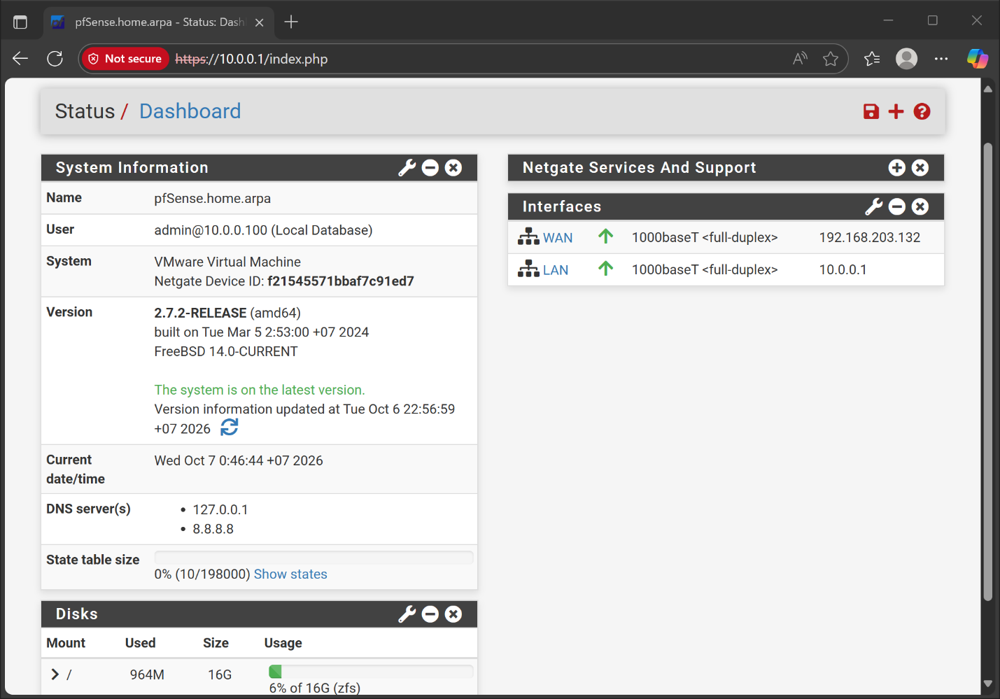 pfSense.home.arpa - Status: Dash
Not secure https://10.0.0.1/index.php
Status / Dashboard
System Information
Name pfSense.home.arpa
User admin@10.0.0.100 (Local Database)
System VMware Virtual Machine
Netgate Device ID: f21545571bbaf7c91ed7
Version 2.7.2-RELEASE (amd64)
built on Tue Mar 5 2:53:00 +07 2024
FreeBSD 14.0-CURRENT
The system is on the latest version.
Version information updated at Tue Oct 6 22:56:59
+07 2026
Current Wed Oct 7 0:46:44 +07 2026
date/time
DNS server(s) • 127.0.0.1
• 8.8.8.8
State table size
0% (10/198000) Show states
Disks
Mount Used Size Usage
/ 964M 16G
6% of 16G (zfs)
Netgate Services And Support
Interfaces
WAN 1000baseT <full-duplex> 192.168.203.132
LAN 1000baseT <full-duplex> 10.0.0.1